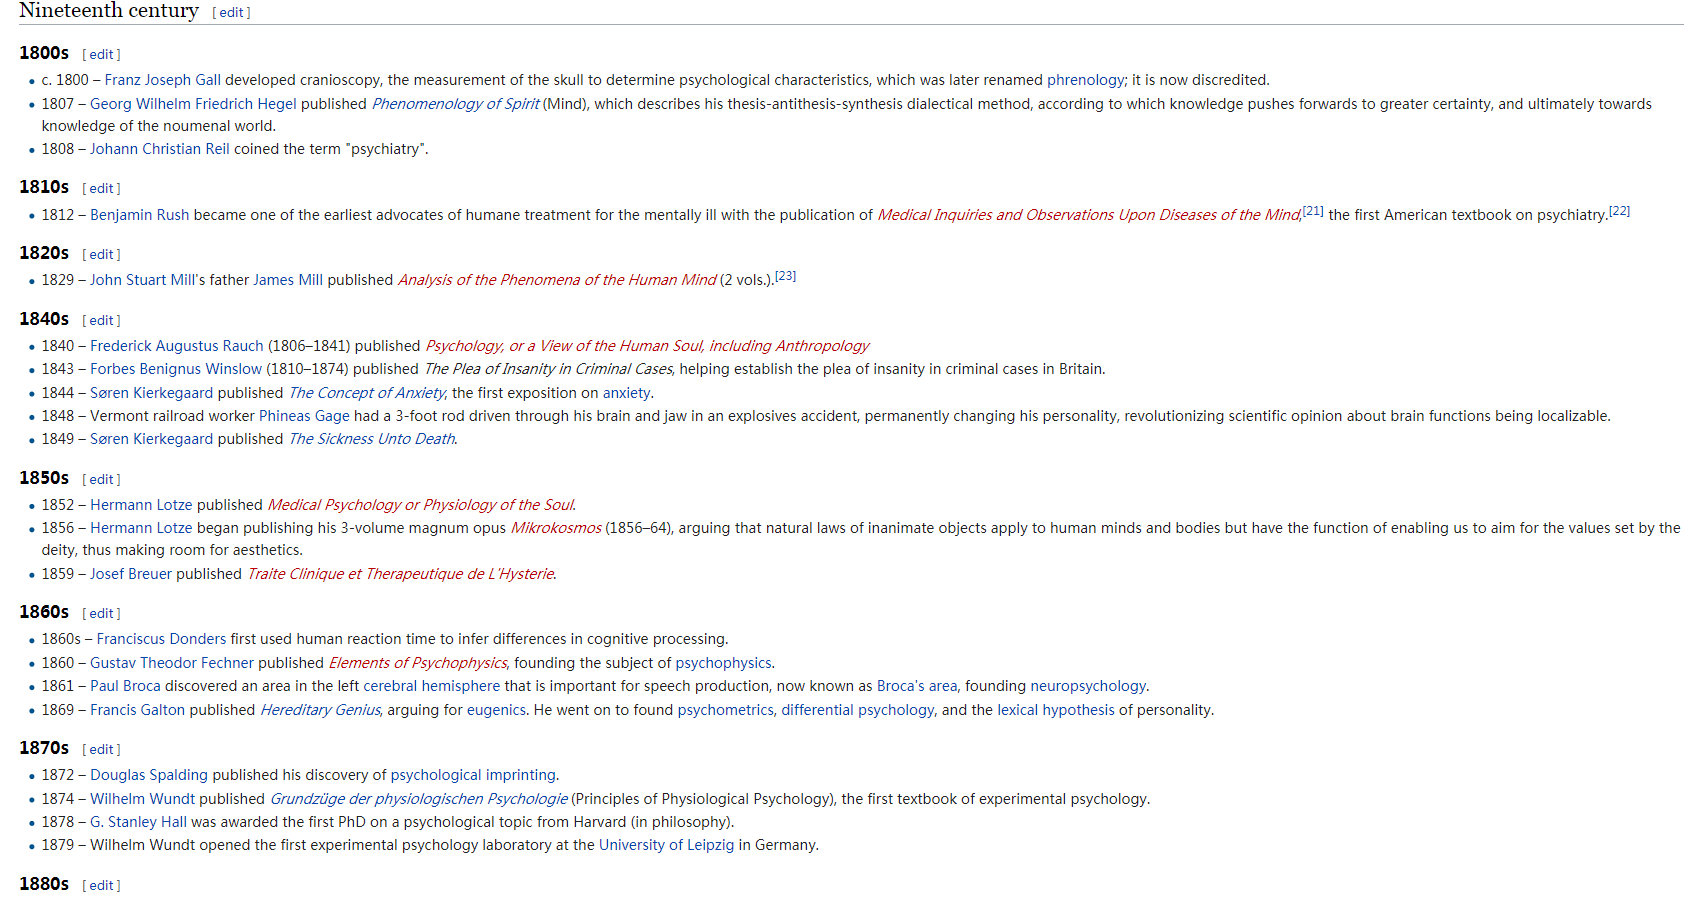 Nineteenth century [ edit ]
1800s [ edit ]
• c. 1800 – Franz Joseph Gall developed cranioscopy, the measurement of the skull to determine psychological characteristics, which was later renamed phrenology; it is now discredited.
• 1807 – Georg Wilhelm Friedrich Hegel published Phenomenology of Spirit (Mind), which describes his thesis-antithesis-synthesis dialectical method, according to which knowledge pushes forwards to greater certainty, and ultimately towards
knowledge of the noumenal world.
• 1808 – Johann Christian Reil coined the term "psychiatry".
1810s [ edit ]
• 1812 – Benjamin Rush became one of the earliest advocates of humane treatment for the mentally ill with the publication of Medical Inquiries and Observations Upon Diseases of the Mind,[21] the first American textbook on psychiatry.[22]
1820s [ edit ]
• 1829 – John Stuart Mill's father James Mill published Analysis of the Phenomena of the Human Mind (2 vols.).[23]
1840s [ edit ]
• 1840 – Frederick Augustus Rauch (1806–1841) published Psychology, or a View of the Human Soul, including Anthropology
• 1843 – Forbes Benignus Winslow (1810–1874) published The Plea of Insanity in Criminal Cases, helping establish the plea of insanity in criminal cases in Britain.
• 1844 – Søren Kierkegaard published The Concept of Anxiety, the first exposition on anxiety.
• 1848 – Vermont railroad worker Phineas Gage had a 3-foot rod driven through his brain and jaw in an explosives accident, permanently changing his personality, revolutionizing scientific opinion about brain functions being localizable.
• 1849 – Søren Kierkegaard published The Sickness Unto Death.
1850s [ edit ]
• 1852 – Hermann Lotze published Medical Psychology or Physiology of the Soul.
• 1856 – Hermann Lotze began publishing his 3-volume magnum opus Mikrokosmos (1856–64), arguing that natural laws of inanimate objects apply to human minds and bodies but have the function of enabling us to aim for the values set by the
deity, thus making room for aesthetics.
• 1859 – Josef Breuer published Traite Clinique et Therapeutique de L'Hysterie.
1860s [ edit ]
• 1860s – Franciscus Donders first used human reaction time to infer differences in cognitive processing.
• 1860 – Gustav Theodor Fechner published Elements of Psychophysics, founding the subject of psychophysics.
• 1861 – Paul Broca discovered an area in the left cerebral hemisphere that is important for speech production, now known as Broca's area, founding neuropsychology.
• 1869 – Francis Galton published Hereditary Genius, arguing for eugenics. He went on to found psychometrics, differential psychology, and the lexical hypothesis of personality.
1870s [ edit ]
• 1872 – Douglas Spalding published his discovery of psychological imprinting.
• 1874 – Wilhelm Wundt published Grundzüge der physiologischen Psychologie (Principles of Physiological Psychology), the first textbook of experimental psychology.
• 1878 – G. Stanley Hall was awarded the first PhD on a psychological topic from Harvard (in philosophy).
• 1879 – Wilhelm Wundt opened the first experimental psychology laboratory at the University of Leipzig in Germany.
1880s [ edit ]